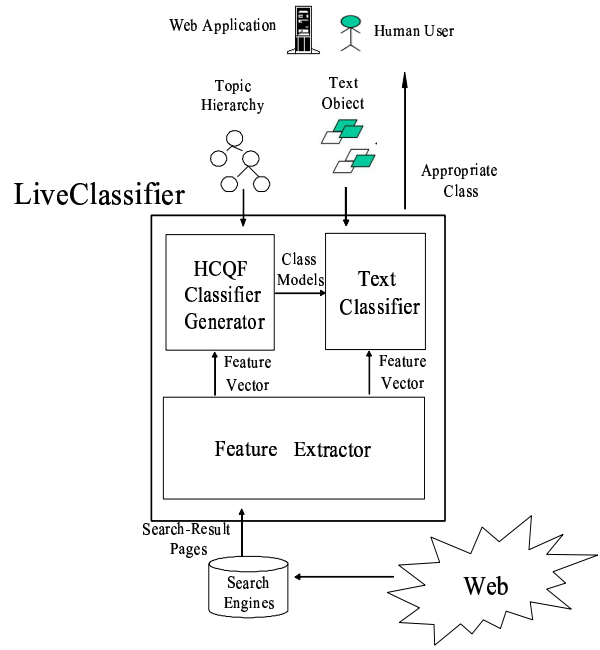 Web Application
Human User
Topic
Hierarchy
Text
Object
Appropriate
Class
LiveClassifier
HCQF
Classifier
Generator
Class
Models
Text
Classifier
Feature
Vector
Feature
Vector
Feature Extractor
Search-Result
Pages
Search
Engines
Web